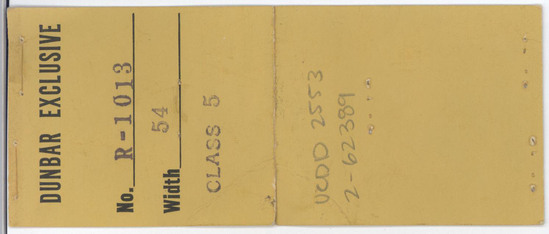 DUNBAR EXCLUSIVE
No. R-1013
Width 54
CLASS 5
UCDD 2553
2-62389